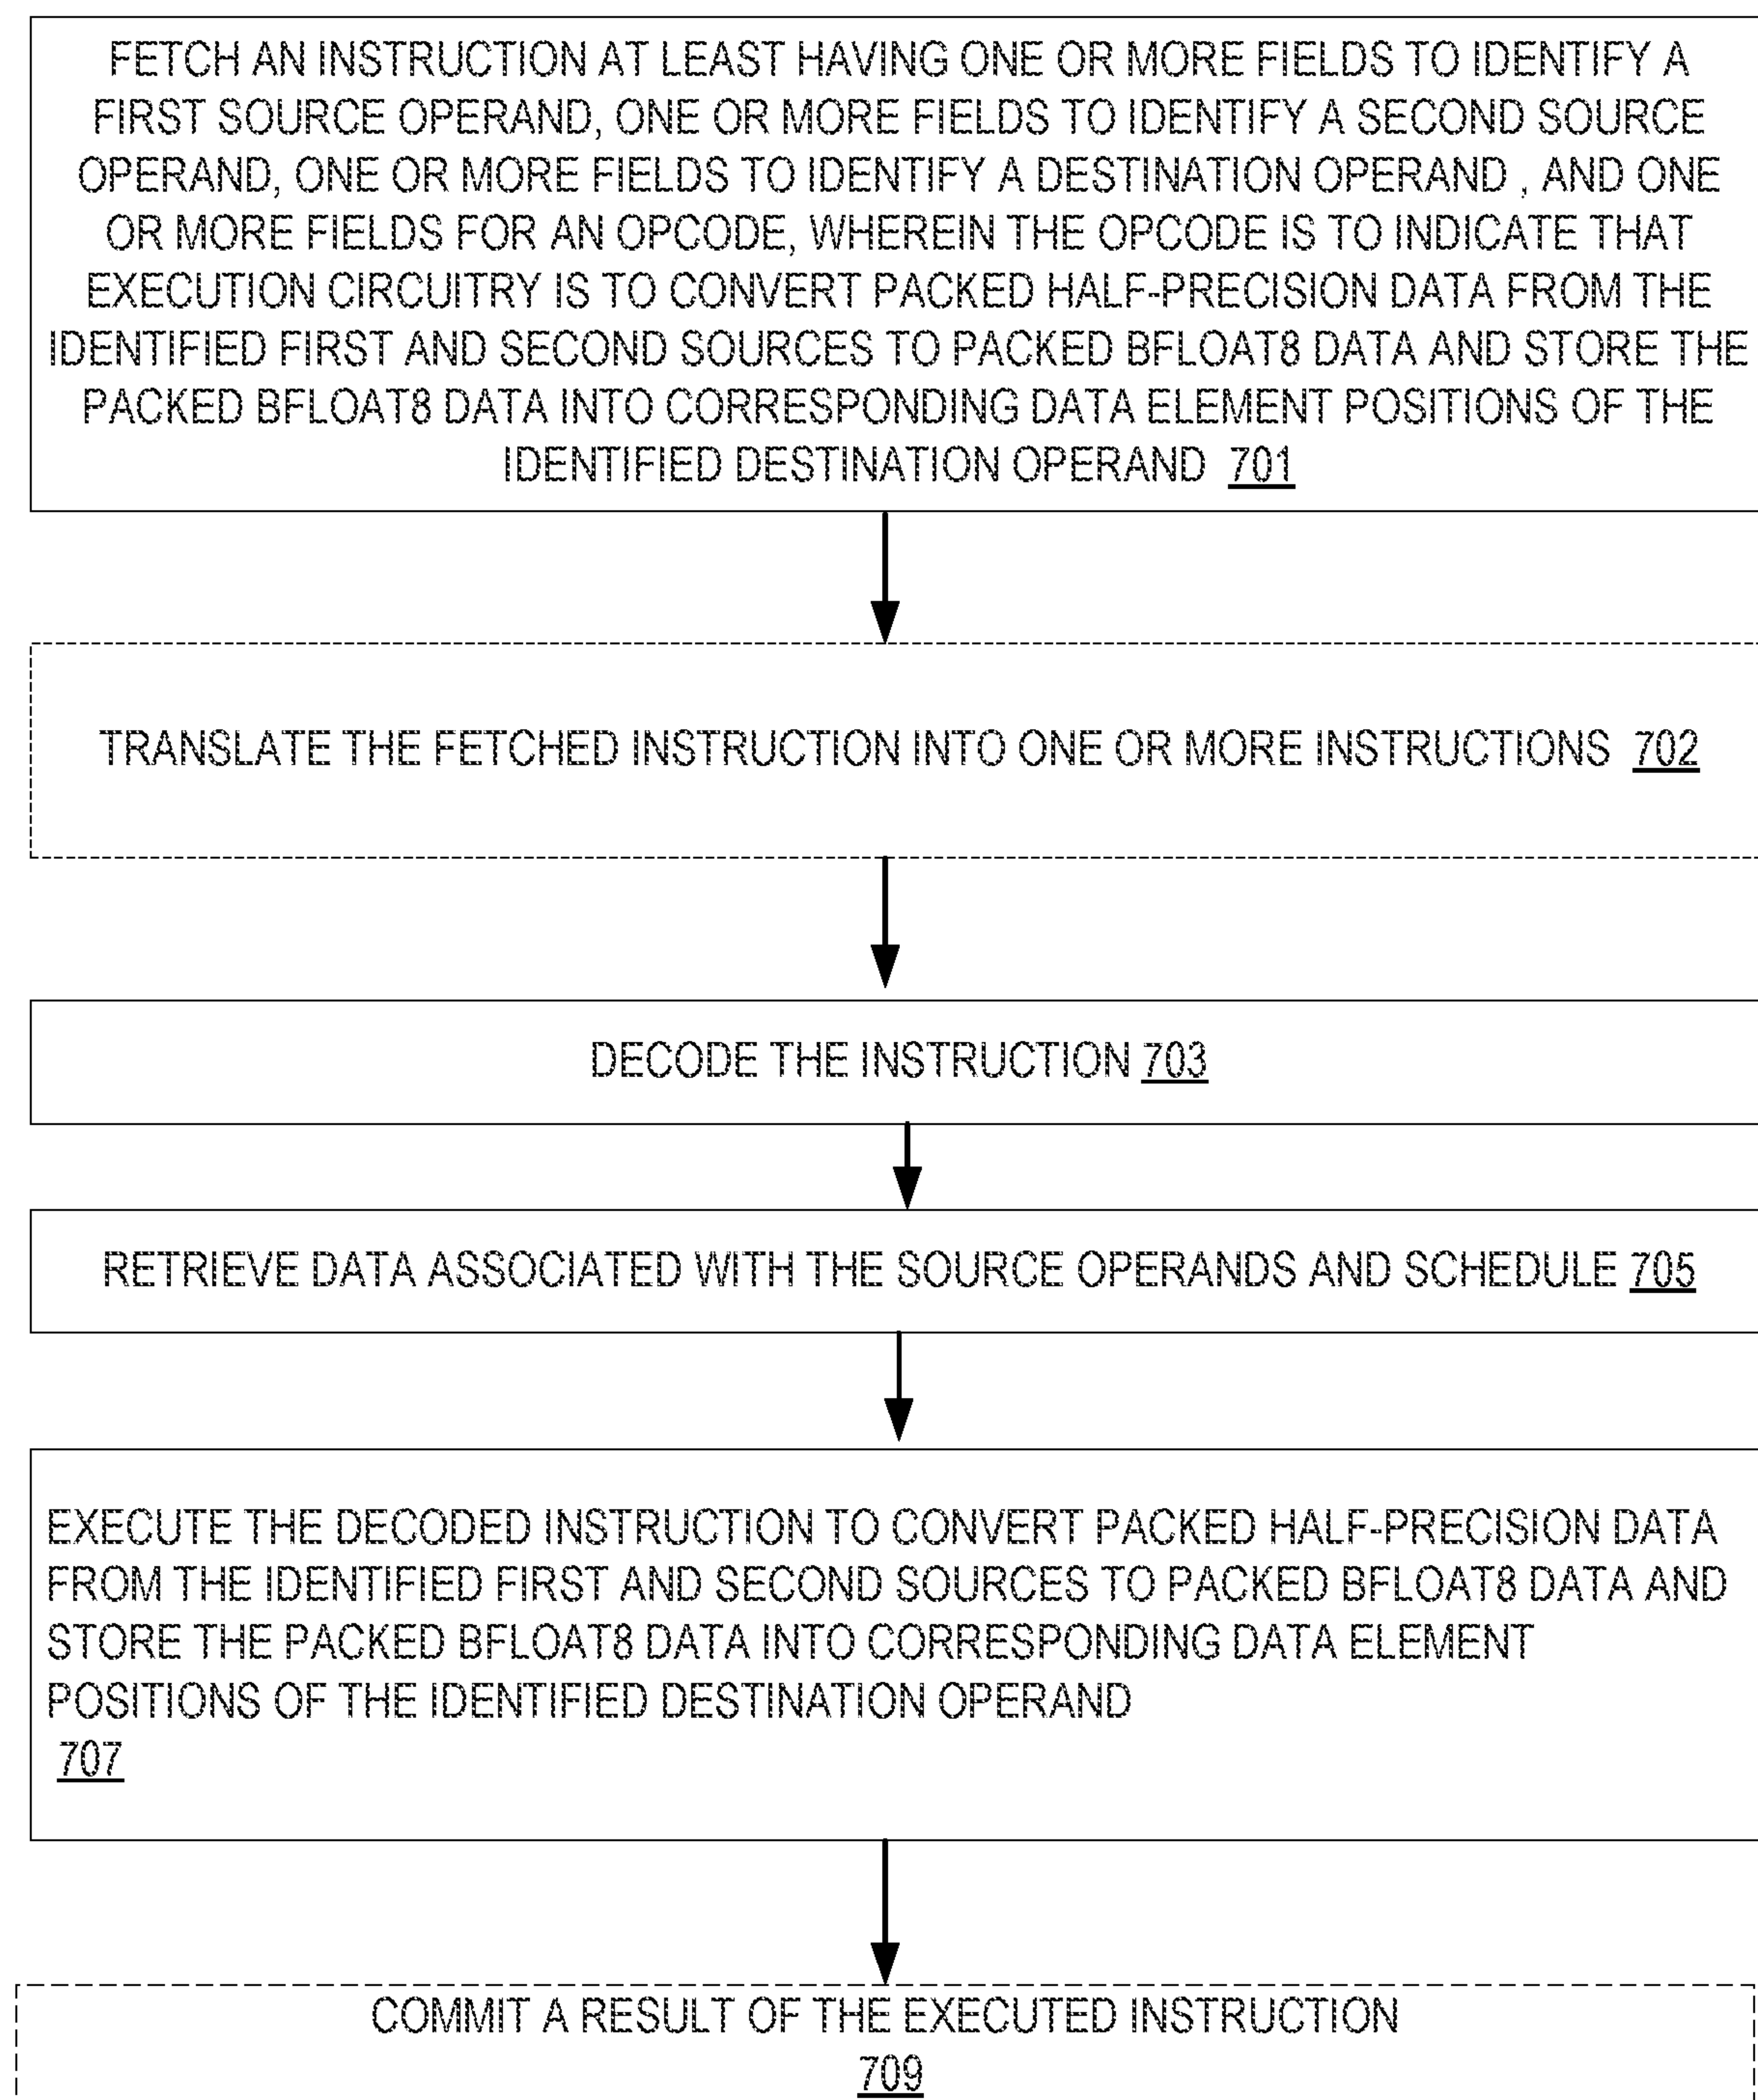 FETCH AN INSTRUCTION AT LEAST HAVING ONE OR MORE FIELDS TO IDENTIFY A
FIRST SOURCE OPERAND, ONE OR MORE FIELDS TO IDENTIFY A SECOND SOURCE
OPERAND, ONE OR MORE FIELDS TO IDENTIFY A DESTINATION OPERAND , AND ONE
OR MORE FIELDS FOR AN OPCODE, WHEREIN THE OPCODE IS TO INDICATE THAT
EXECUTION CIRCUITRY IS TO CONVERT PACKED HALF-PRECISION DATA FROM THE
IDENTIFIED FIRST AND SECOND SOURCES TO PACKED BFLOAT8 DATA AND STORE THE
PACKED BFLOAT8 DATA INTO CORRESPONDING DATA ELEMENT POSITIONS OF THE
IDENTIFIED DESTINATION OPERAND 701
TRANSLATE THE FETCHED INSTRUCTION INTO ONE OR MORE INSTRUCTIONS 702
DECODE THE INSTRUCTION 703
RETRIEVE DATA ASSOCIATED WITH THE SOURCE OPERANDS AND SCHEDULE 705
EXECUTE THE DECODED INSTRUCTION TO CONVERT PACKED HALF-PRECISION DATA
FROM THE IDENTIFIED FIRST AND SECOND SOURCES TO PACKED BFLOAT8 DATA AND
STORE THE PACKED BFLOAT8 DATA INTO CORRESPONDING DATA ELEMENT
POSITIONS OF THE IDENTIFIED DESTINATION OPERAND
707
COMMIT A RESULT OF THE EXECUTED INSTRUCTION
709